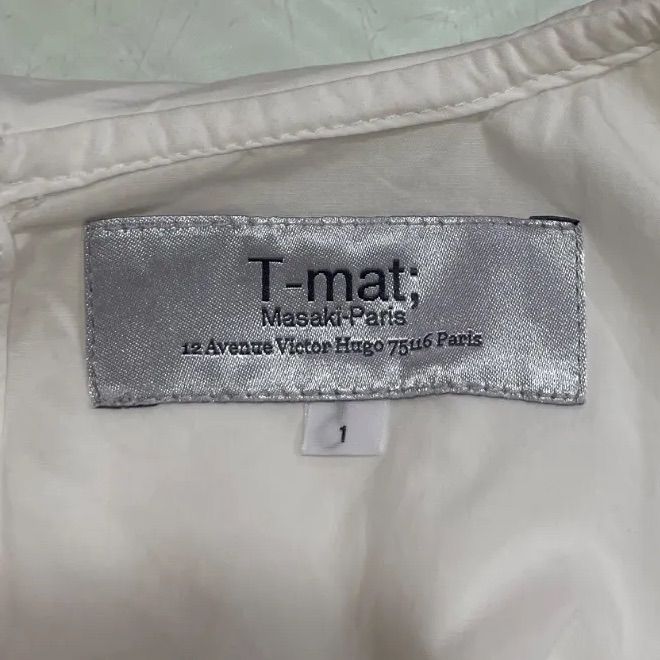 T-mat;
Masaki-Paris
12 Avenue Victor Hugo 75116 Paris
1